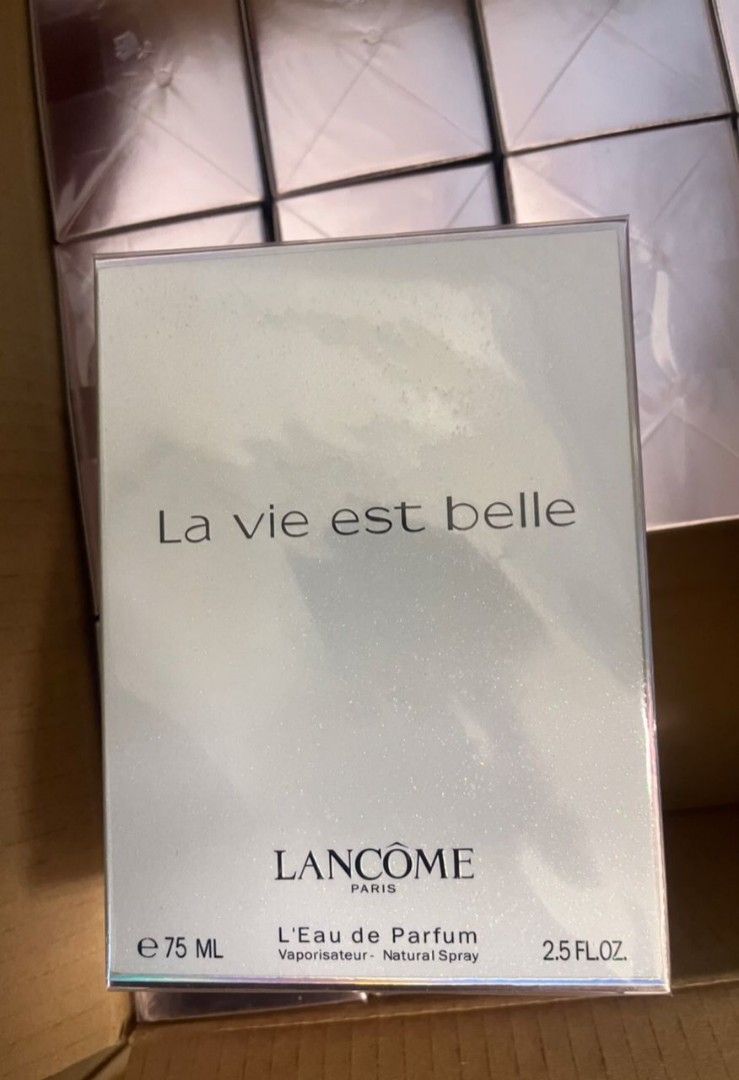 La vie est belle
LANCÔME
PARIS
L'Eau de Parfum
℮ 75 ML
Vaporisateur - Natural Spray
2.5 FL.OZ.